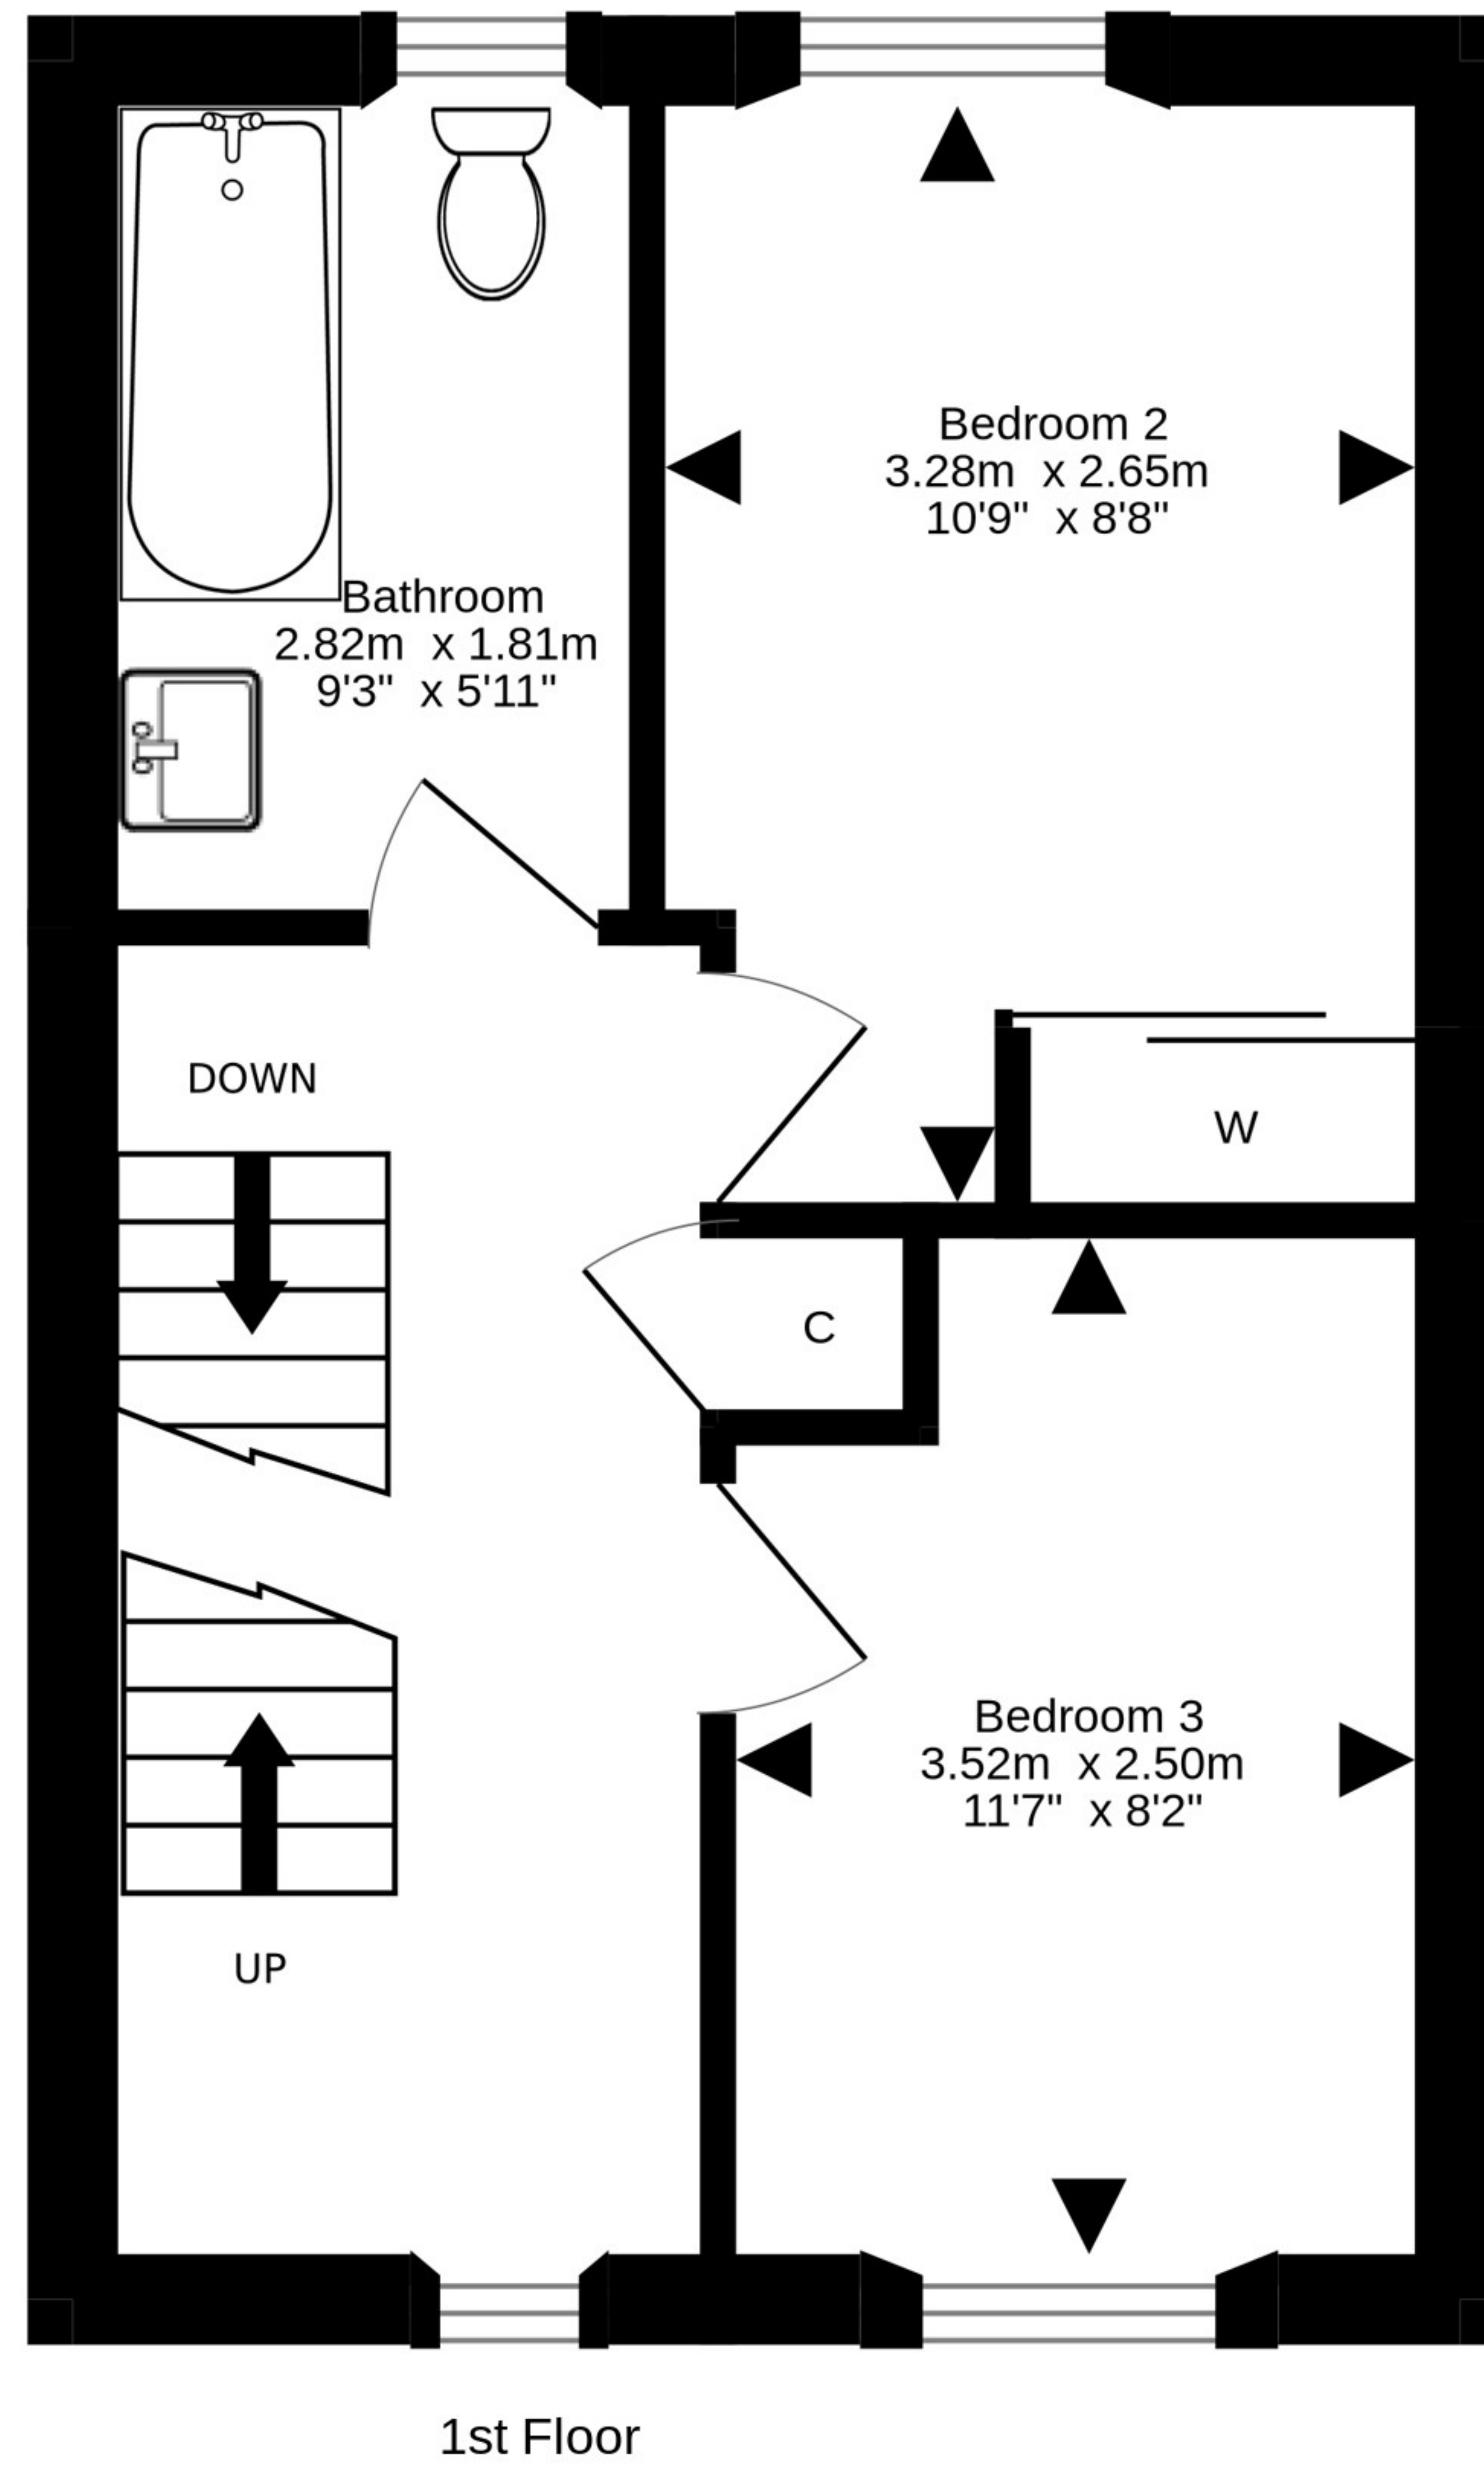 Bedroom 2
3.28m x 2.65m
10'9" x 8'8"
Bathroom
2.82m x 1.81m
9'3" x 5'11"
DOWN
W
C
Bedroom 3
3.52m x 2.50m
11'7" x 8'2"
UP
1st Floor